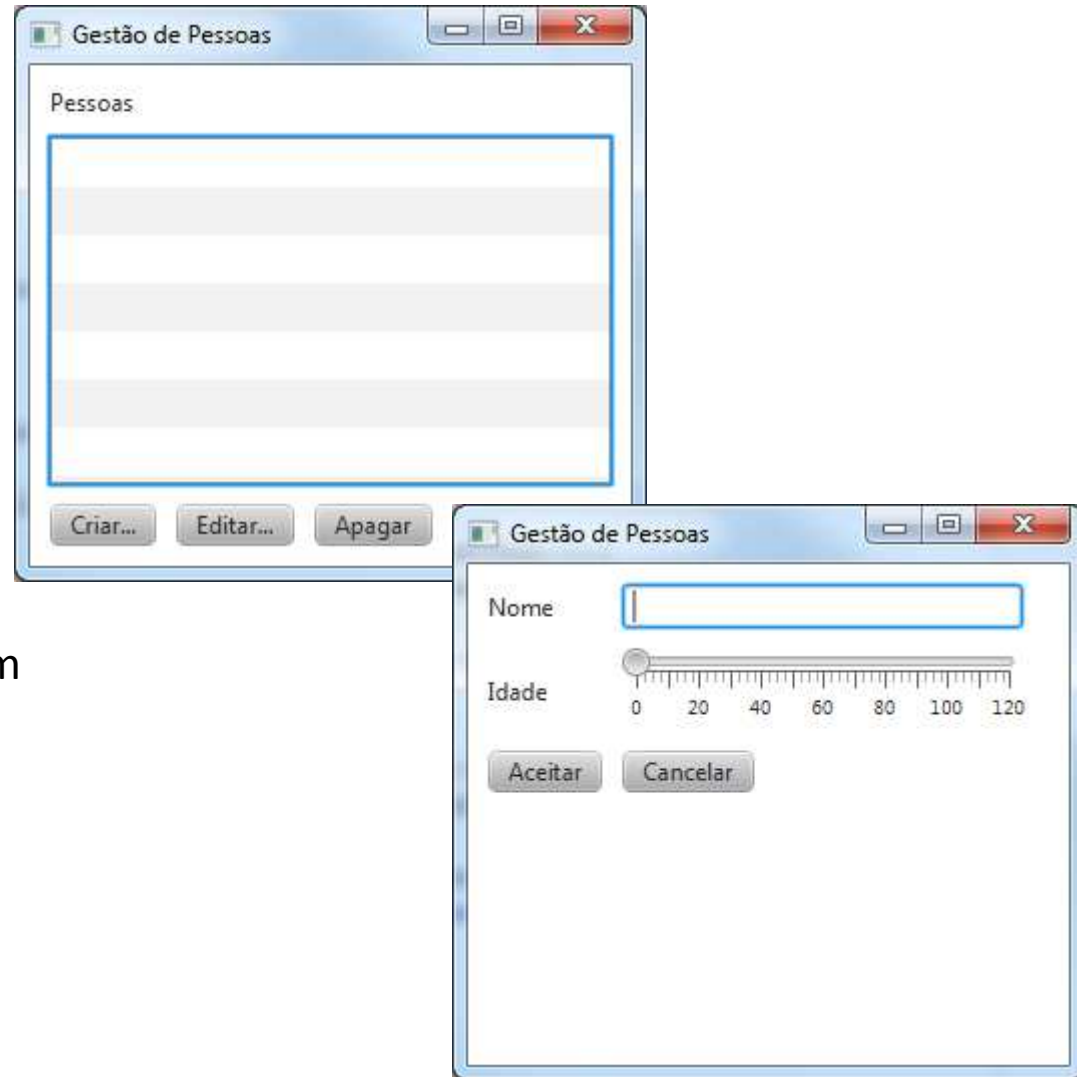 Gestão de Pessoas
Pessoas
Criar... Editar... Apagar
Gestão de Pessoas
Nome
m
Idade
0 20 40 60 80 100 120
Aceitar Cancelar